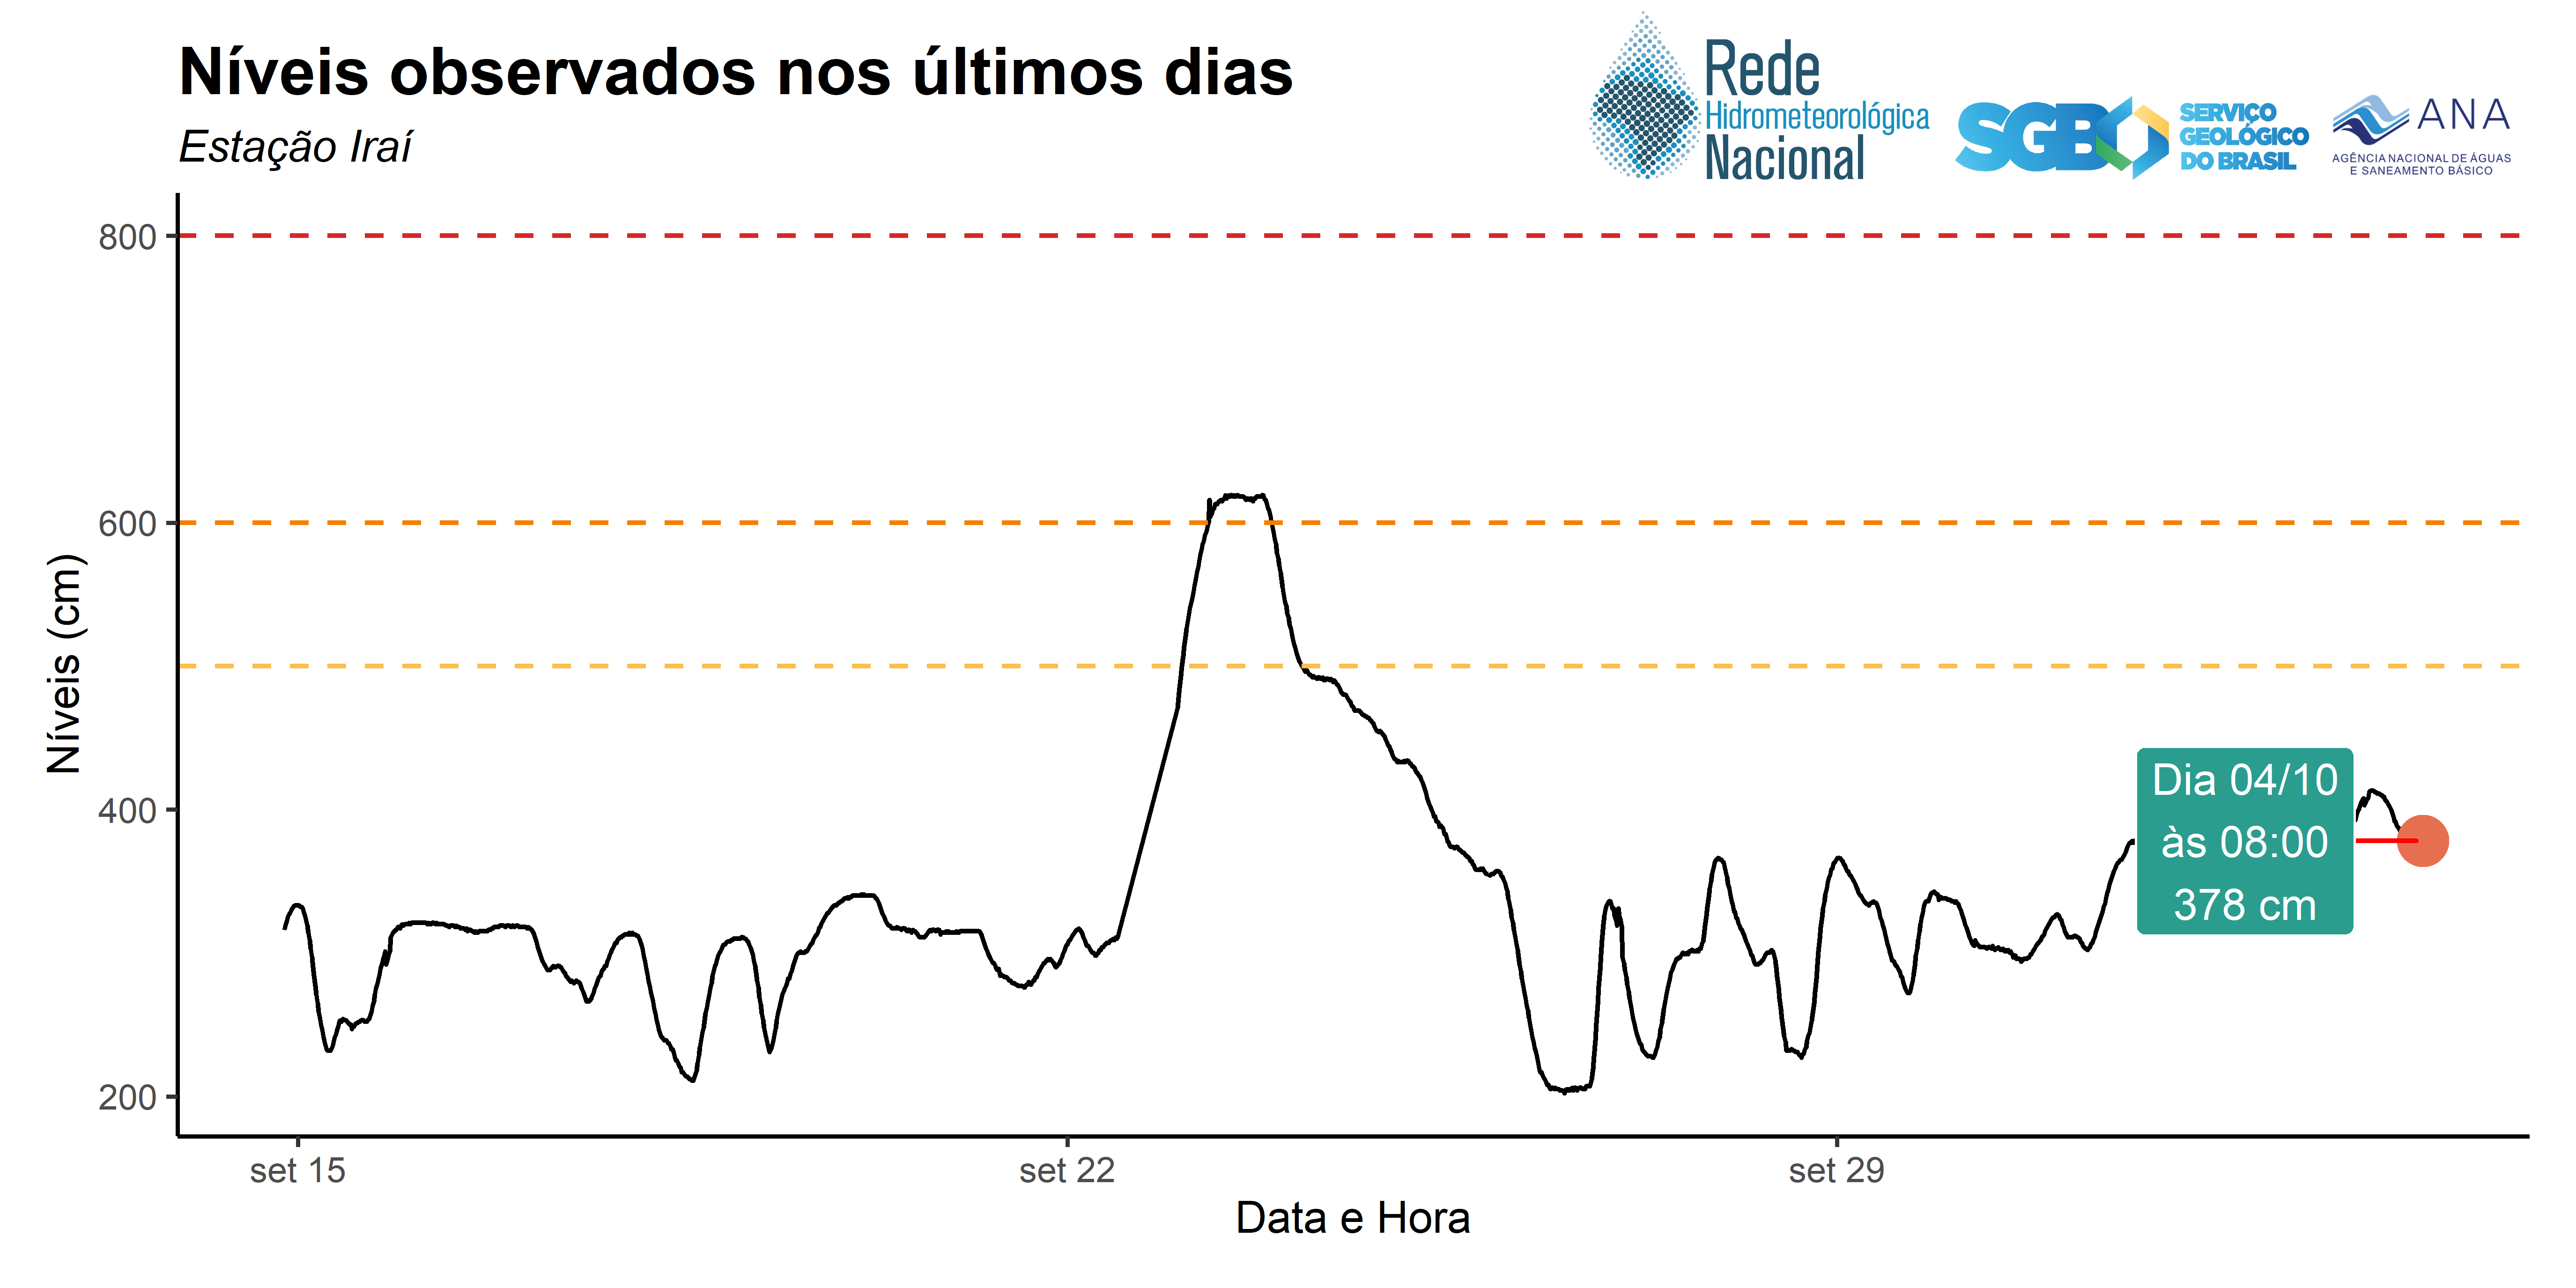 Níveis observados nos últimos dias
Estação Iraí
Rede
Hidrometeorológica
Nacional
SGB
SERVIÇO
GEOLÓGICO
DO BRASIL
ANA
AGÊNCIA NACIONAL DE ÁGUAS
E SANEAMENTO BÁSICO
800
600
400
200
Níveis (cm)
Dia 04/10
às 08:00
378 cm
set 15
set 22
set 29
Data e Hora